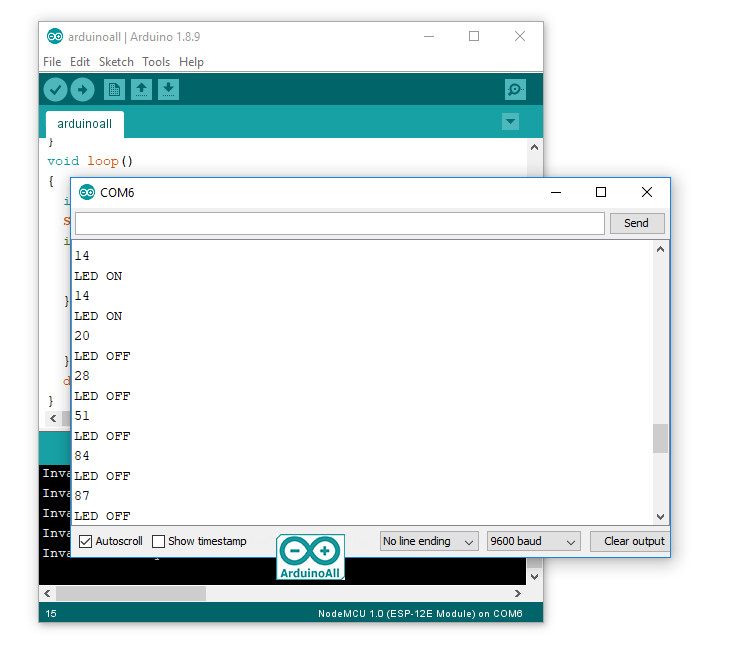 arduinoall | Arduino 1.8.9
File Edit Sketch Tools Help
arduinoall
}
void loop()
{
COM6
Send
14
LED ON
14
LED ON
20
LED OFF
28
LED OFF
51
LED OFF
84
LED OFF
87
LED OFF
}
}
d
}
Autoscroll Show timestamp No line ending 9600 baud Clear output
ArduinoAll
Inva
Inva
Inva
Inva
Inva
15 NodeMCU 1.0 (ESP-12E Module) on COM6